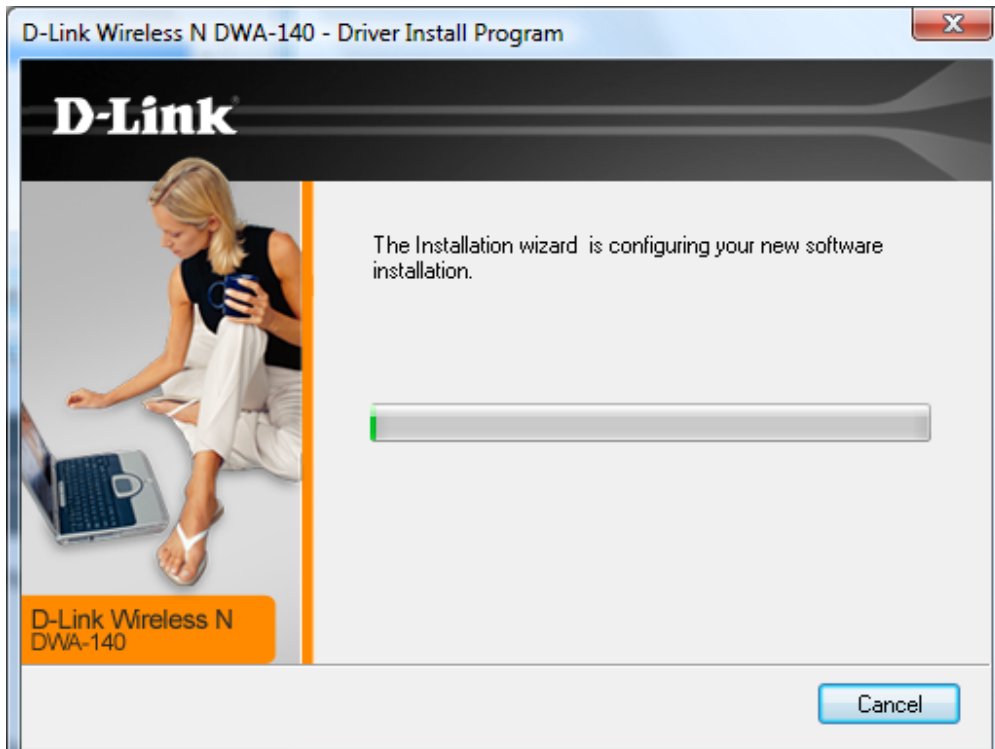 D-Link Wireless N DWA-140 - Driver Install Program
D-Link
The Installation wizard is configuring your new software
installation.
D-Link Wireless N
DWA-140
Cancel